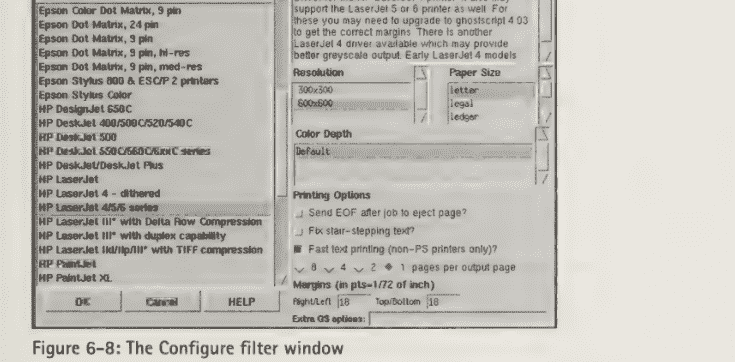 Epson Color Dot Matrix, 9 pin
Epson Dot Matrix, 24 pin
Epson Dot Matrix, 9 pin
Epson Dot Matrix, 9 pin, hi-res
Epson Dot Matrix, 9 pin, med-res
Epson Stylus 800 & ESC/P 2 printers
Epson Stylus Color
HP DesignJet 650C
HP DeskJet 400/500C/520/540C
HP DeskJet 500
HP DeskJet 550C/560C/6xxC series
HP DeskJet/DeskJet Plus
HP LaserJet
HP LaserJet 4 - dithered
HP LaserJet 4/5/6 series
HP LaserJet III* with Delta Row Compression
HP LaserJet III* with duplex capability
HP LaserJet IId/IIp/III* with TIFF compression
HP PaintJet
HP PaintJet XL
OK
Cancel
HELP
support the LaserJet 5 or 6 printer as well. For
these you may need to upgrade to ghostscript 4.03
to get the correct margins. There is another
LaserJet 4 driver available which may provide
better greyscale output. Early LaserJet 4 models
Resolution
300x300
600x600
Paper Size
letter
legal
ledger
Color Depth
Default
Printing Options
Send EOF after job to eject page?
Fix stair-stepping text?
Fast text printing (non-PS printers only)?
8 4 2 1 pages per output page
Margins (in pts=1/72 of inch)
Right/Left 18 Top/Bottom 18
Extra GS options:
Figure 6-8: The Configure filter window